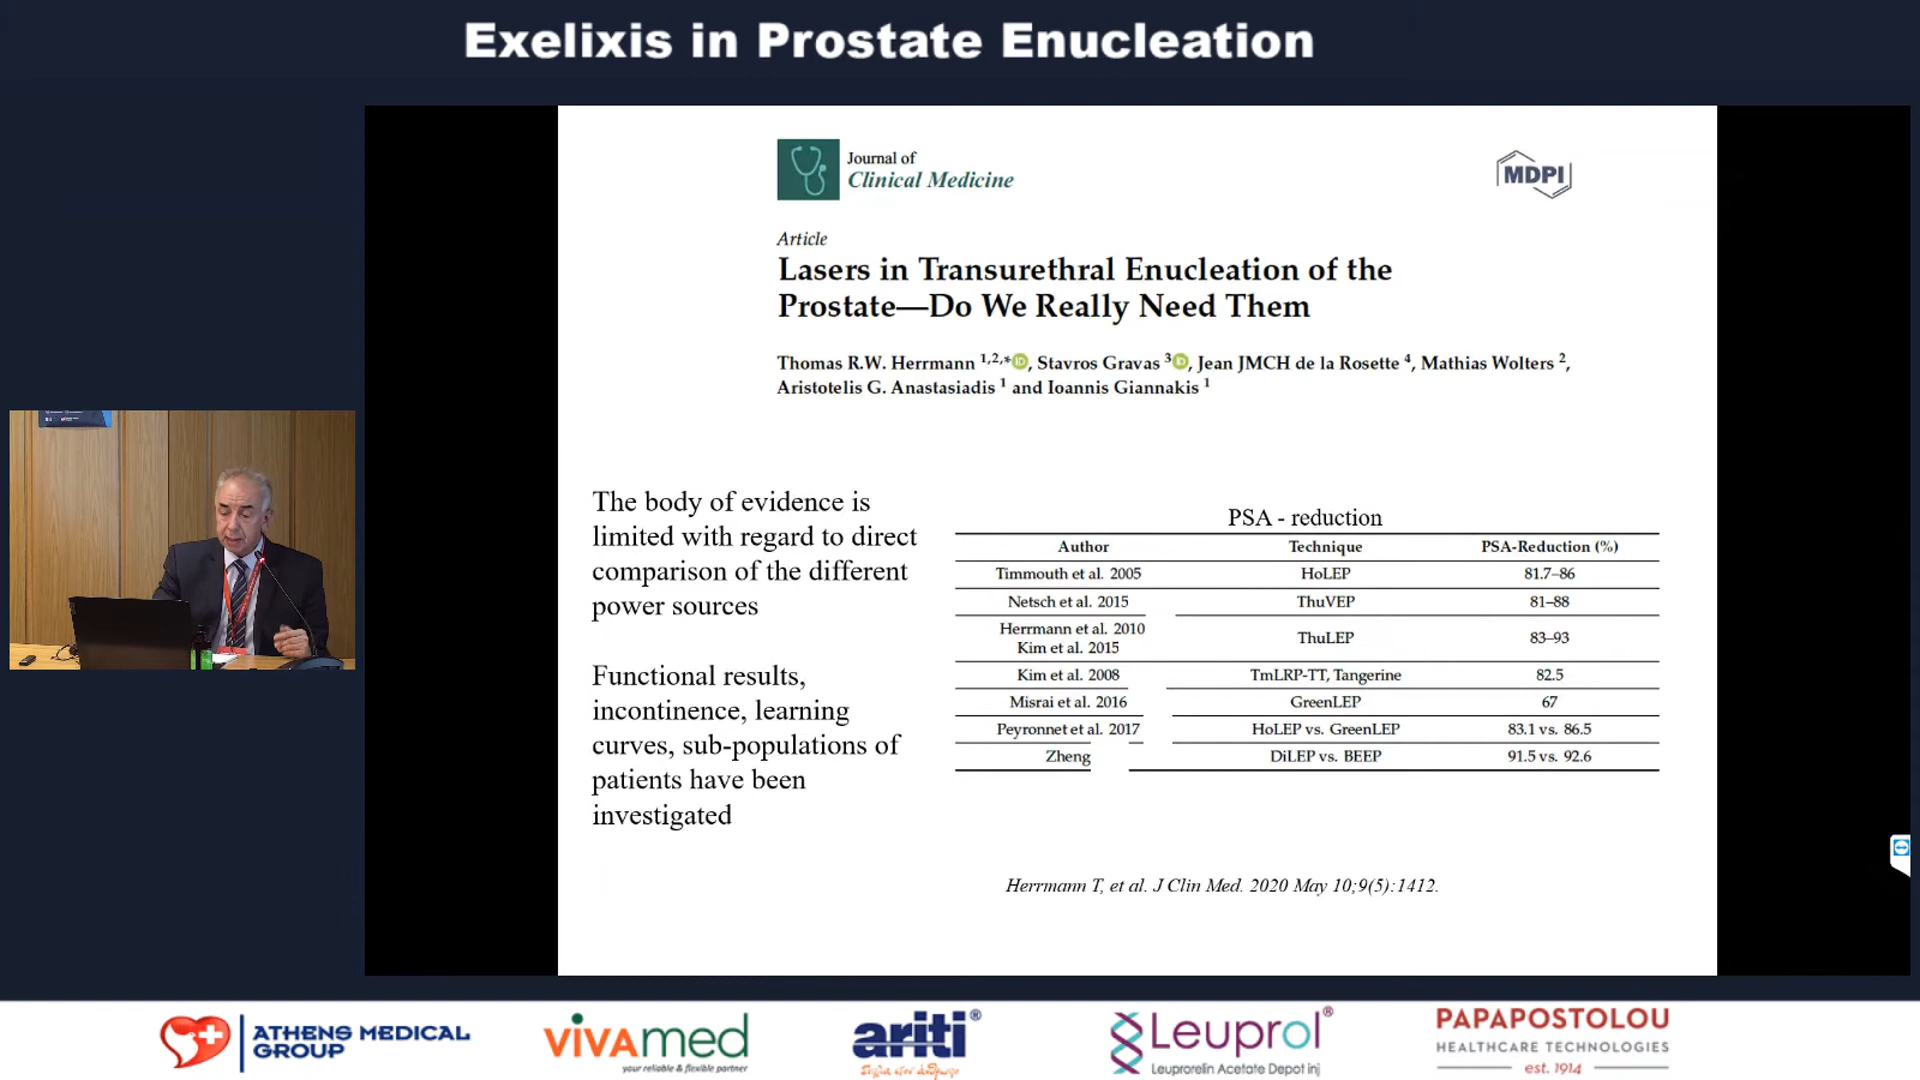 Exelixis in Prostate Enucleation
Journal of
Clinical Medicine
MDPI
Article
Lasers in Transurethral Enucleation of the
Prostate—Do We Really Need Them
Thomas R.W. Herrmann 1,2,* iD, Stavros Gravas 3 iD, Jean JMCH de la Rosette 4, Mathias Wolters 2,
Aristotelis G. Anastasiadis 1 and Ioannis Giannakis 1
The body of evidence is
limited with regard to direct
comparison of the different
power sources
Functional results,
incontinence, learning
curves, sub-populations of
patients have been
investigated
PSA - reduction
Author Technique PSA-Reduction (%)
Timmouth et al. 2005 HoLEP 81.7–86
Netsch et al. 2015 ThuVEP 81–88
Herrmann et al. 2010
Kim et al. 2015 ThuLEP 83–93
Kim et al. 2008 TmLRP-TT, Tangerine 82.5
Misrai et al. 2016 GreenLEP 67
Peyronnet et al. 2017 HoLEP vs. GreenLEP 83.1 vs. 86.5
Zheng DiLEP vs. BEEP 91.5 vs. 92.6
Herrmann T, et al. J Clin Med. 2020 May 10;9(5):1412.
ATHENS MEDICAL
GROUP
vivamed
your reliable & flexible partner
ariti®
Δίπλα στον άνθρωπο
Leuprol®
Leuprorelin Acetate Depot inj
PAPAPOSTOLOU
HEALTHCARE TECHNOLOGIES
est. 1914